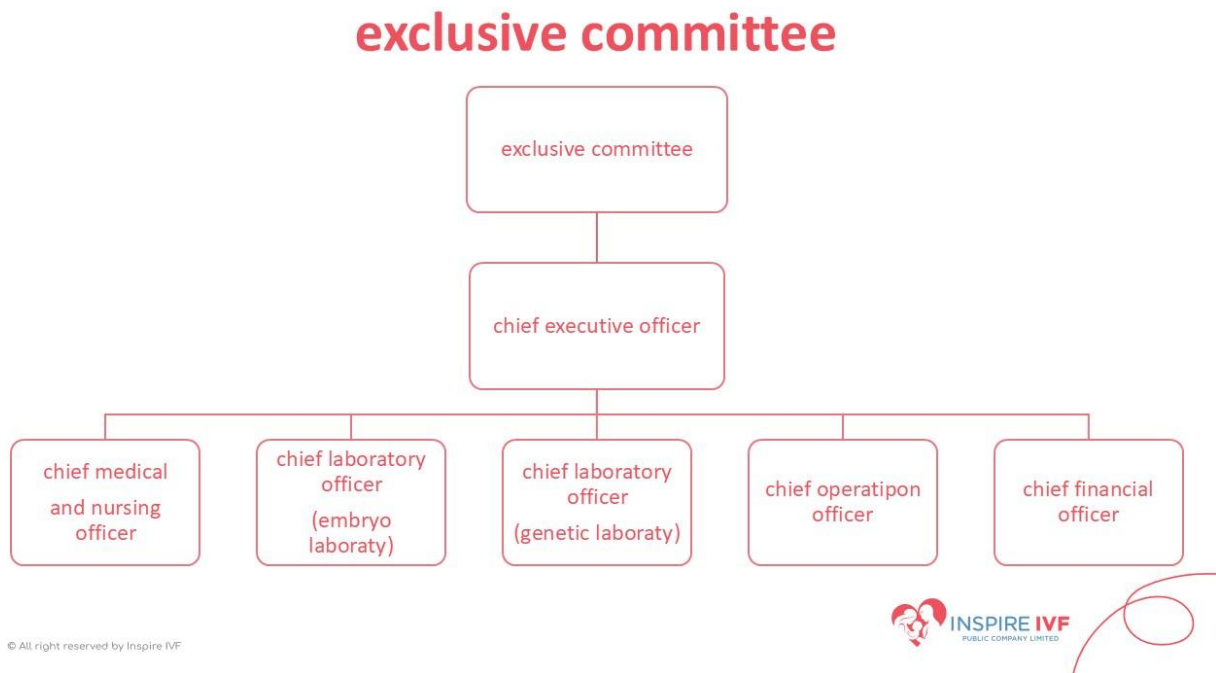 exclusive committee
exclusive committee
chief executive officer
chief medical
and nursing
officer
chief laboratory
officer
(embryo
laboraty)
chief laboratory
officer
(genetic laboraty)
chief operatipon
officer
chief financial
officer
© All right reserved by Inspire IVF
INSPIRE IVF
PUBLIC COMPANY LIMITED